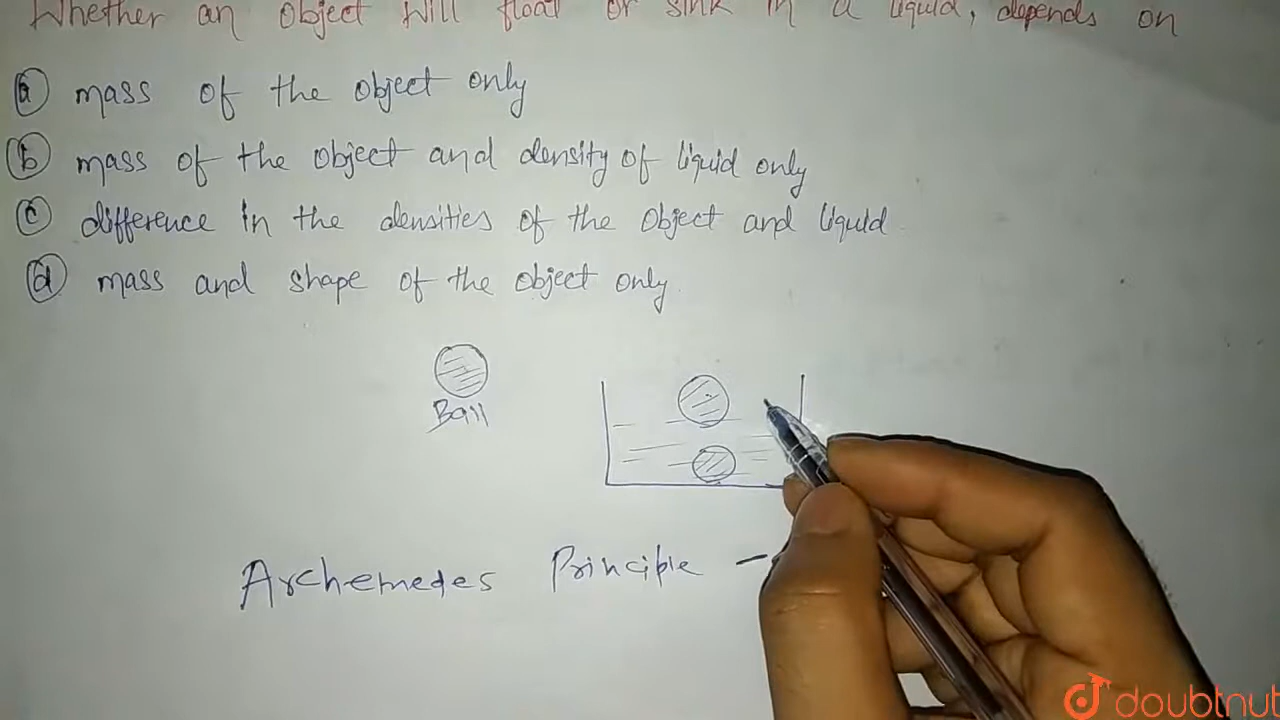 Whether an Object Will float or sink in a liquid, depends on
(a) mass of the object only
(b) mass of the object and density of liquid only
(c) difference in the densities of the object and liquid.
(d) mass and shape of the object only.
Ball
Archemedes Principle -
doubtnut